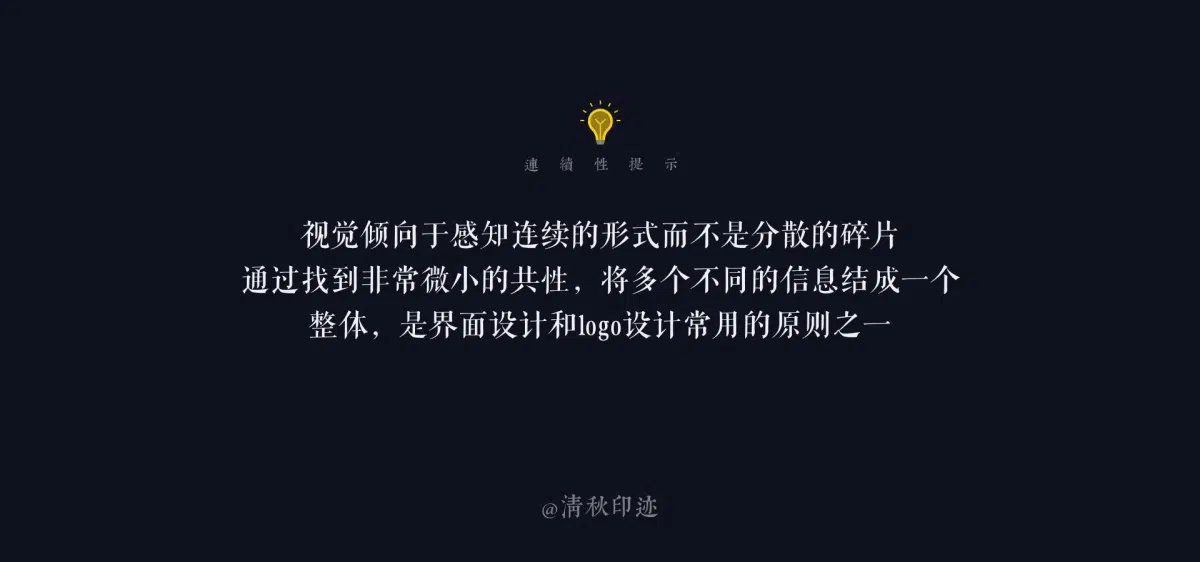 連續性提示
视觉倾向于感知连续的形式而不是分散的碎片
通过找到非常微小的共性，将多个不同的信息结成一个
整体，是界面设计和logo设计常用的原则之一
@清秋印迹